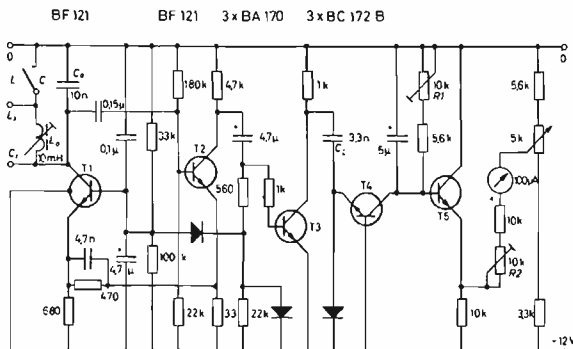 BF 121 BF 121 3 x BA 170 3 x BC 172 B
0 0
L C C₀ 10n 180k 4,7k 1k 10k R1 5,6k
L₁ 0,15µ
L₀ 10mH 0,1µ 33k T2 4,7µ 3,3n C₂ 5µ 5,6k 5k
C₁ T1 560 1k T4 100µA
T3 T5 10k
4,7n 4,7µ 100k 10k R2
470
680 22k 33 22k 10k 3,3k
-12V